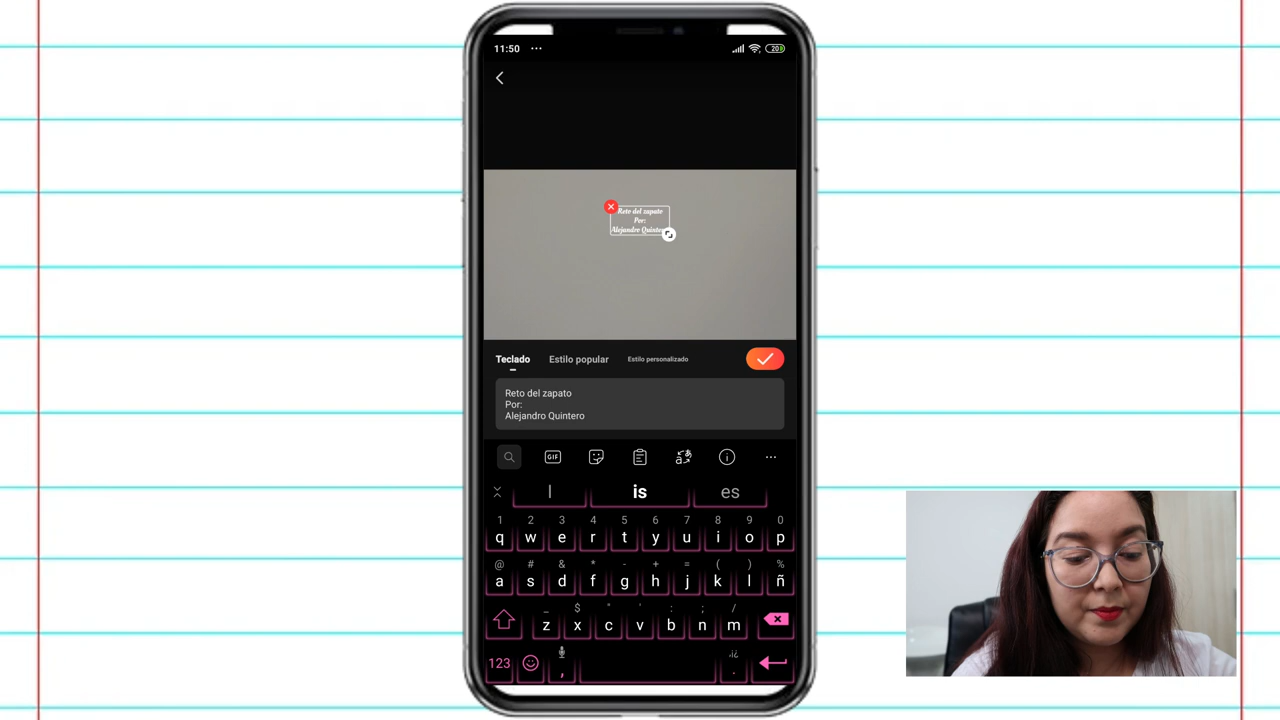 11:50 ... 20
Reto del zapato
Por:
Alejandro Quintero
Teclado Estilo popular Estilo personalizado
Reto del zapato
Por:
Alejandro Quintero
GIF ...
I is es
1 2 3 4 5 6 7 8 9 0
q w e r t y u i o p
@ # & * - + = ( ) %
a s d f g h j k l ñ
_ $ " ' : ; /
z x c v b n m
,!¿
123 , .